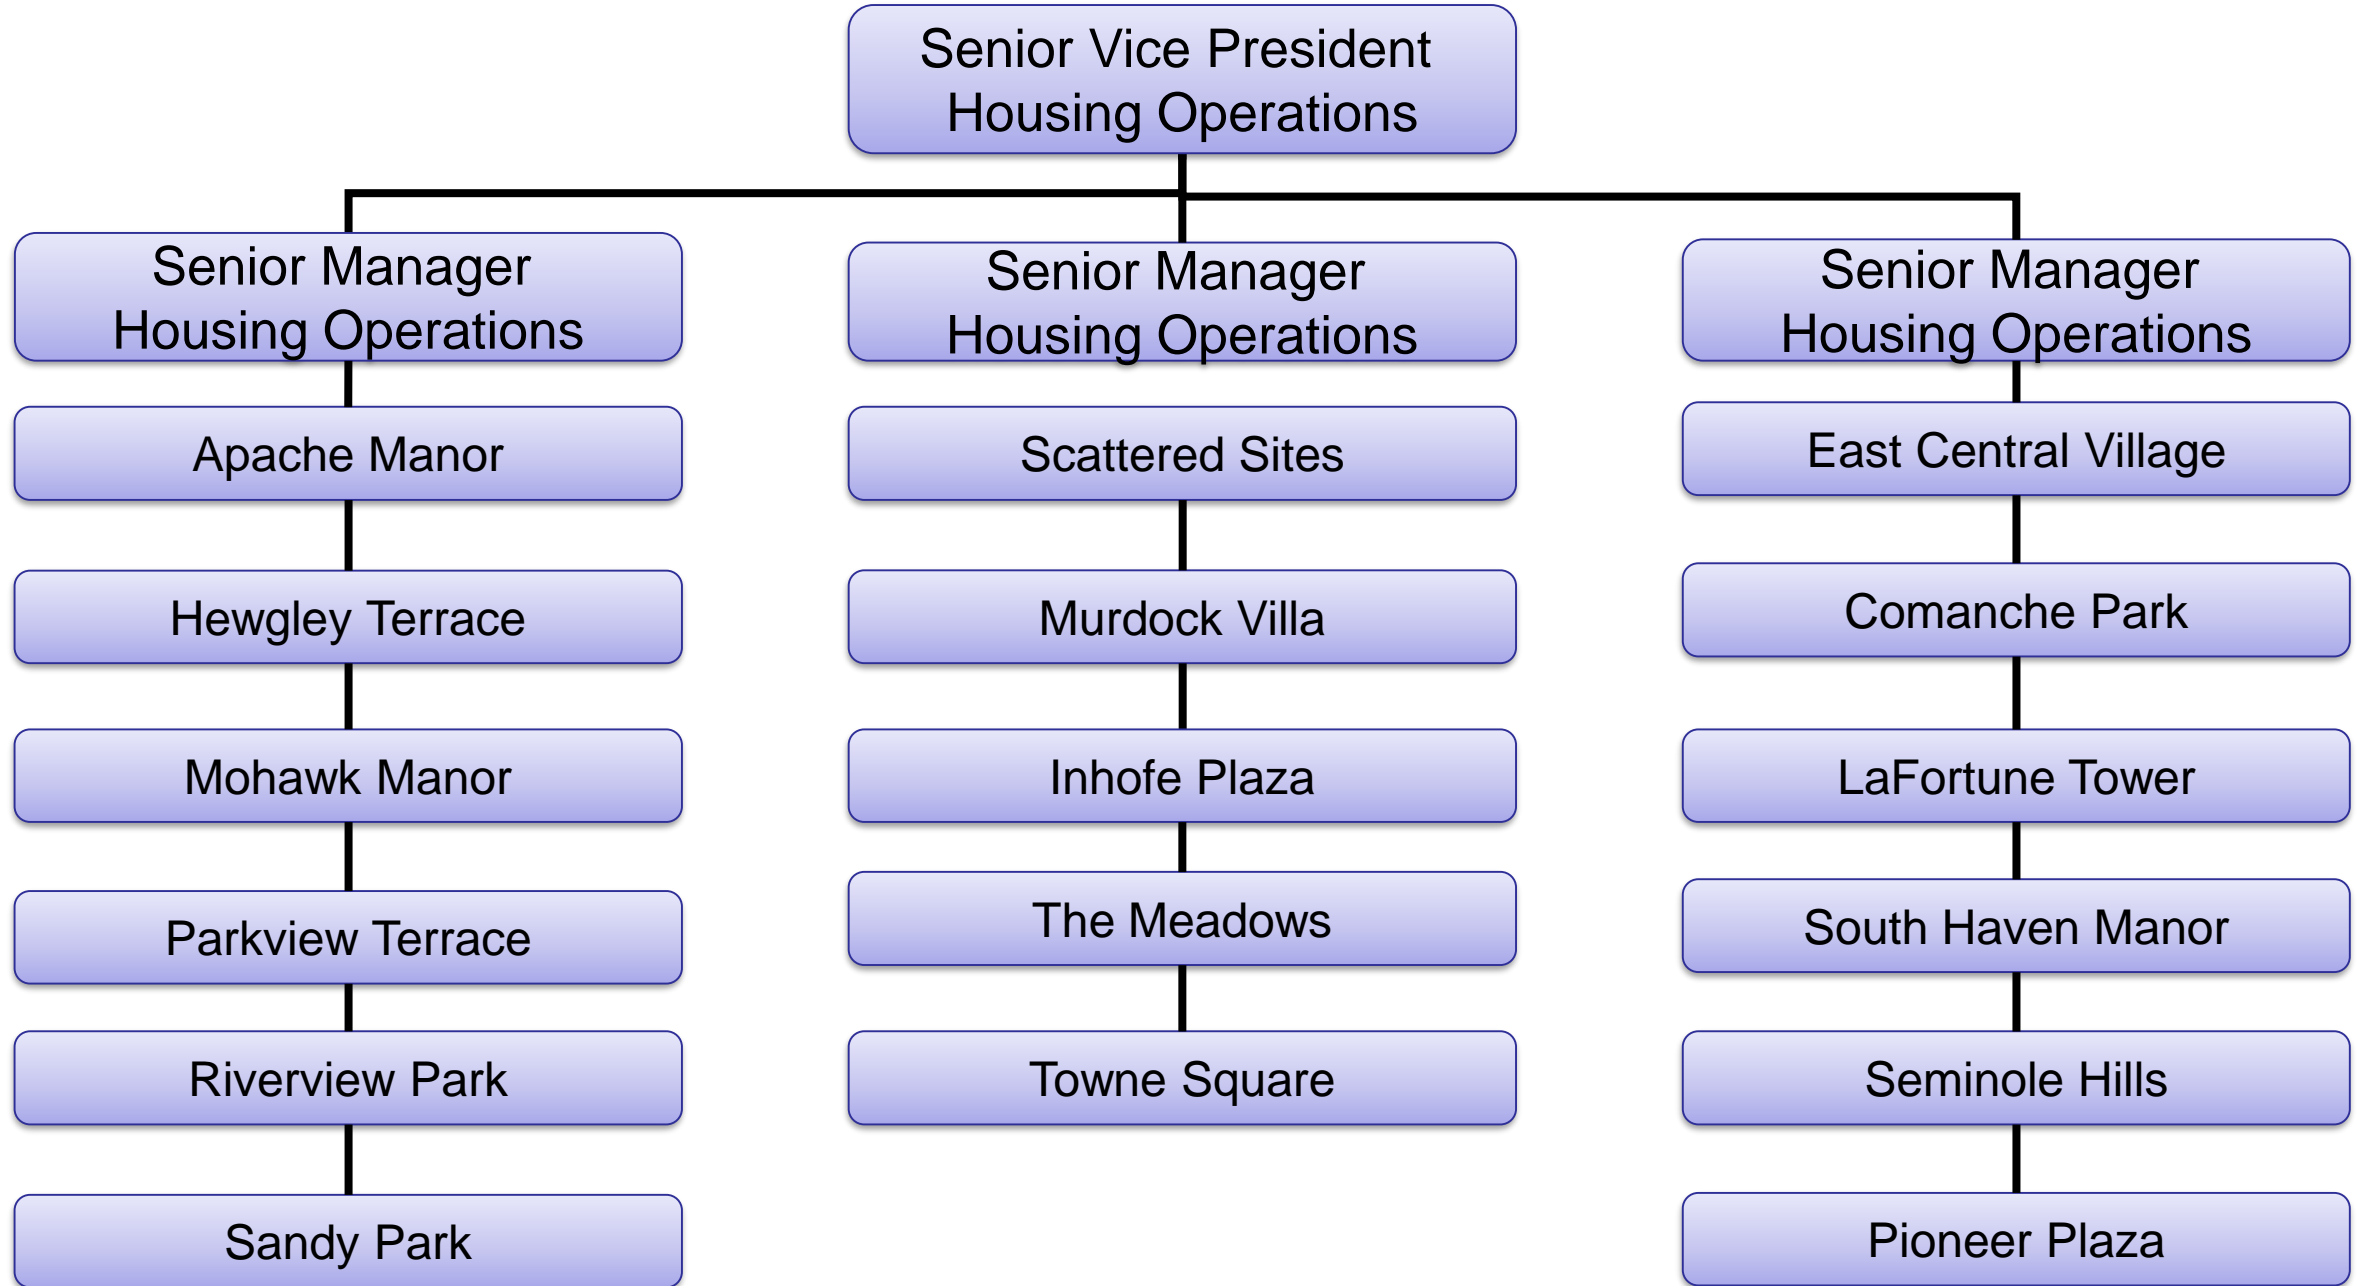 Senior Vice President
Housing Operations
Senior Manager
Housing Operations
Apache Manor
Hewgley Terrace
Mohawk Manor
Parkview Terrace
Riverview Park
Sandy Park
Senior Manager
Housing Operations
Scattered Sites
Murdock Villa
Inhofe Plaza
The Meadows
Towne Square
Senior Manager
Housing Operations
East Central Village
Comanche Park
LaFortune Tower
South Haven Manor
Seminole Hills
Pioneer Plaza